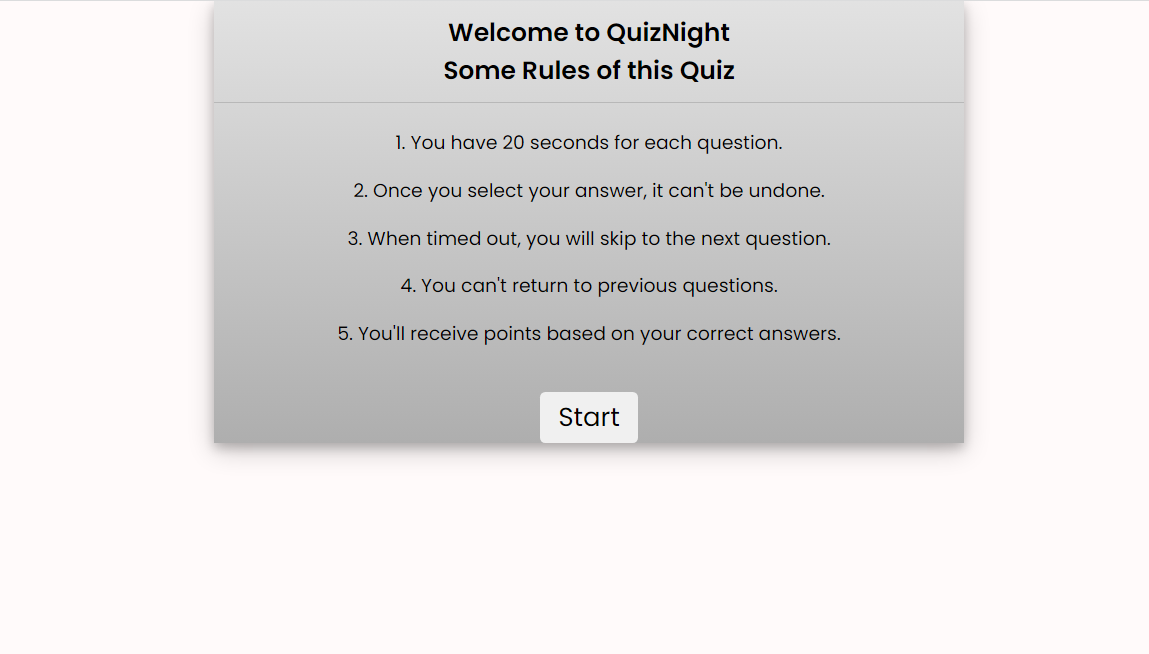 Welcome to QuizNight
Some Rules of this Quiz
1. You have 20 seconds for each question.
2. Once you select your answer, it can't be undone.
3. When timed out, you will skip to the next question.
4. You can't return to previous questions.
5. You'll receive points based on your correct answers.
Start